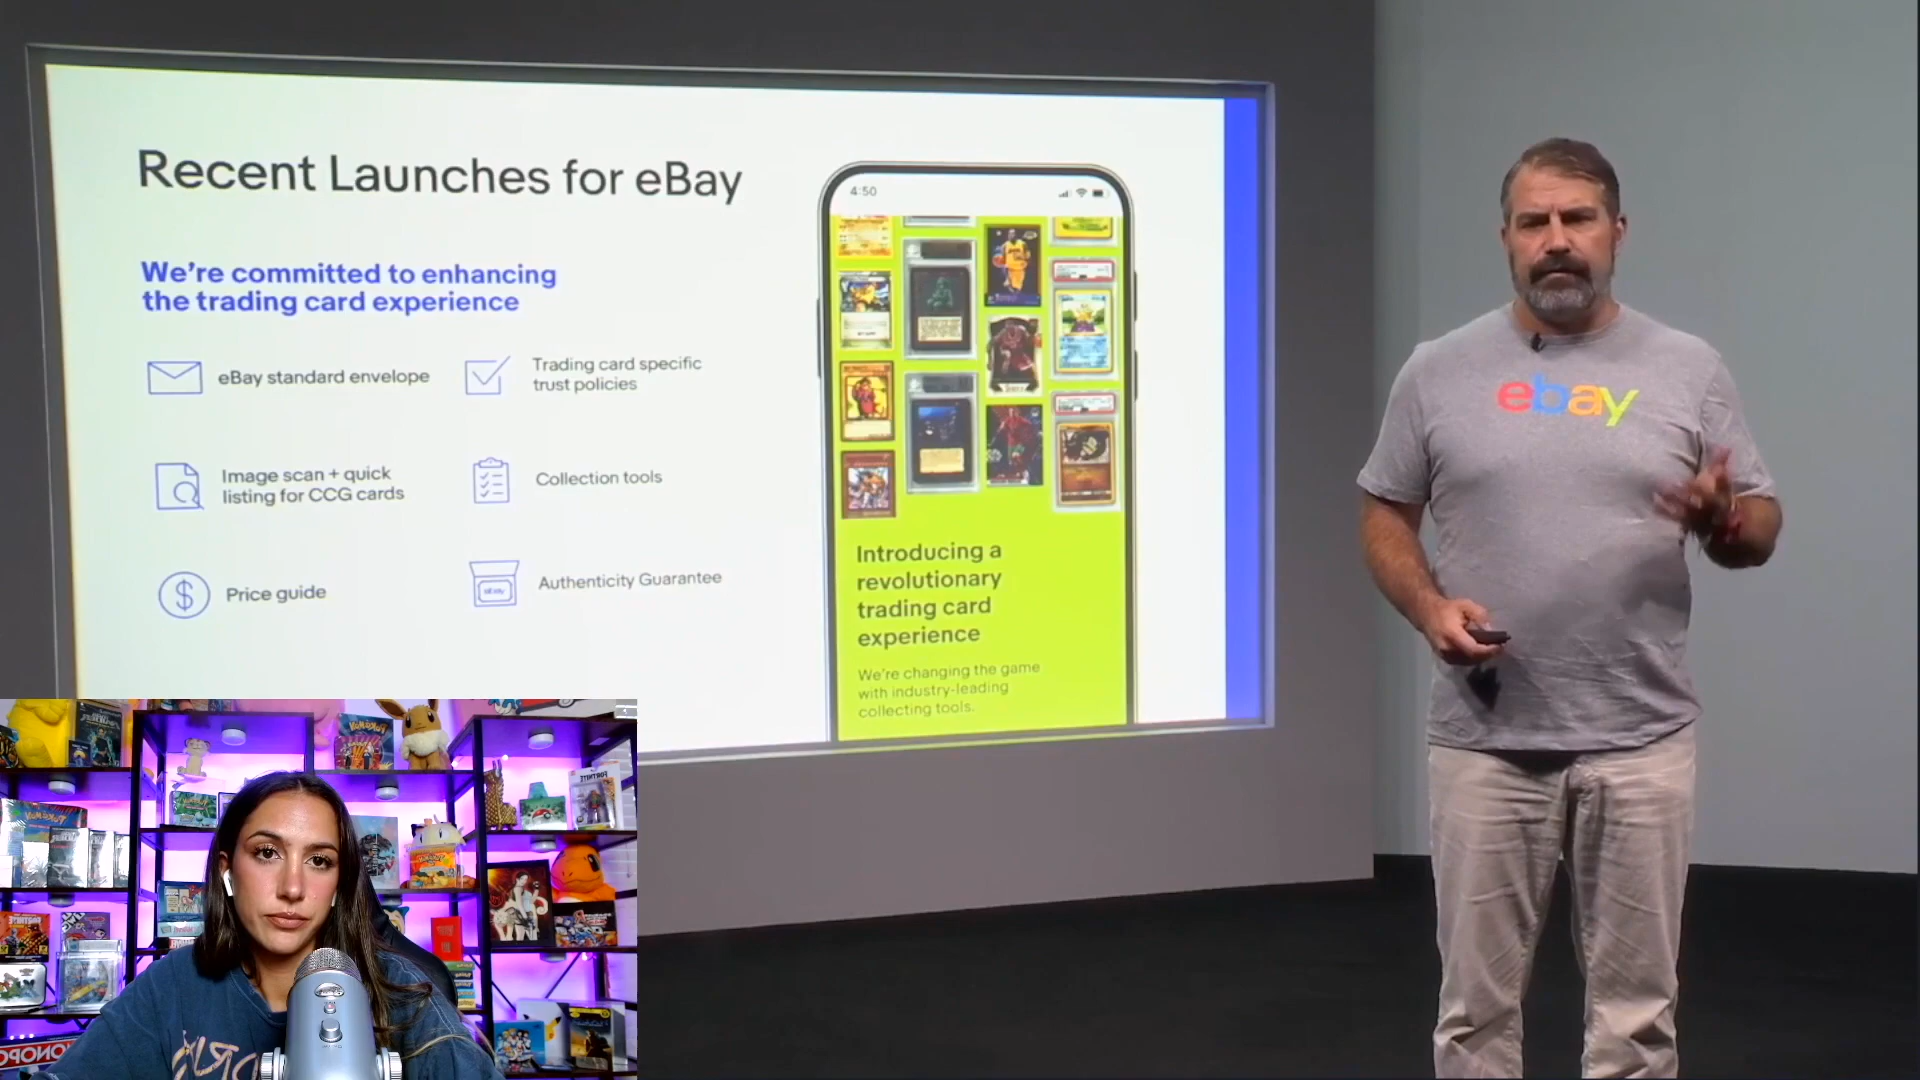 Recent Launches for eBay
We're committed to enhancing
the trading card experience
eBay standard envelope
Trading card specific
trust policies
Image scan + quick
listing for CCG cards
Collection tools
Price guide
Authenticity Guarantee
4:50
Introducing a
revolutionary
trading card
experience
We're changing the game
with industry-leading
collecting tools.
ebay